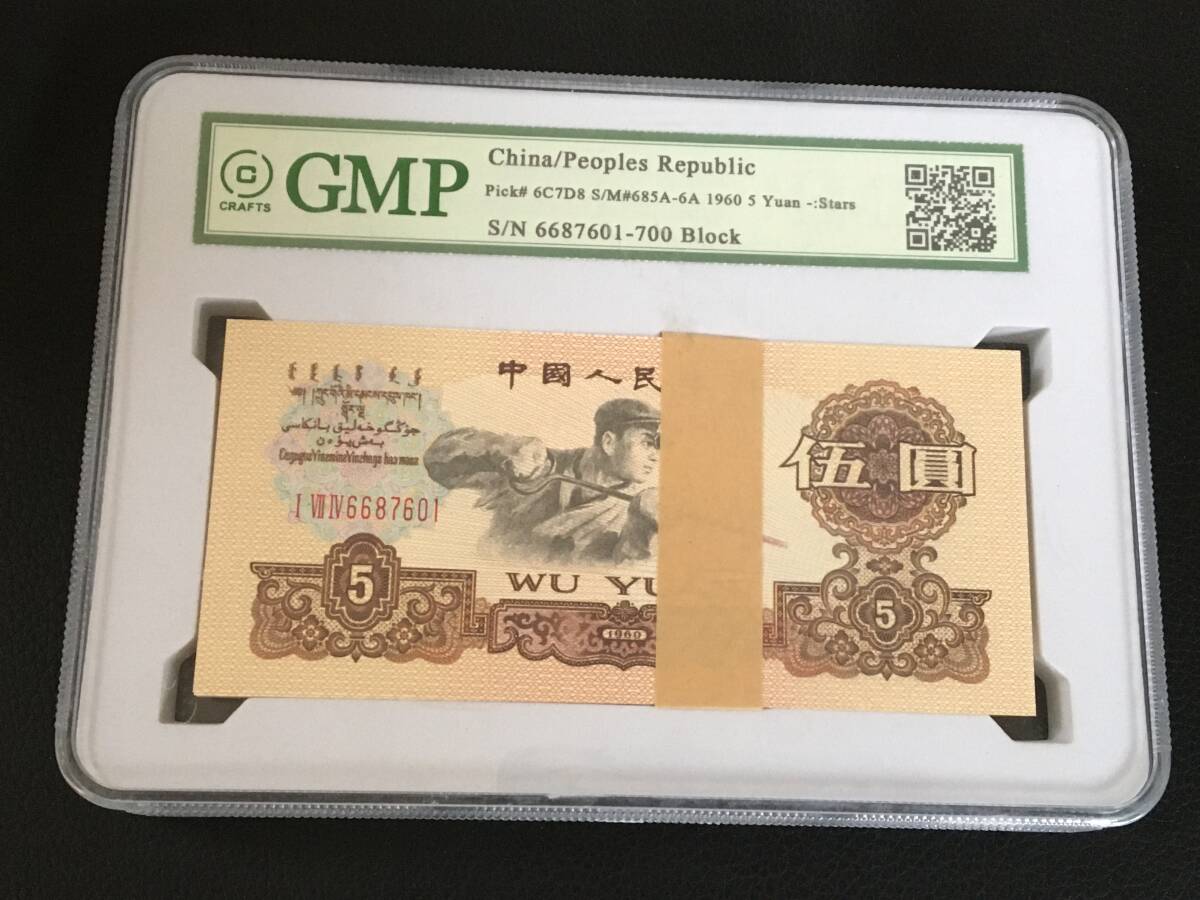 C
CRAFTS
GMP
China/Peoples Republic
Pick# 6C7D8 S/M#685A-6A 1960 5 Yuan -:Stars
S/N 6687601-700 Block
中國人民
I VII IV 6687601
伍圓
WU YU
5
1960
5